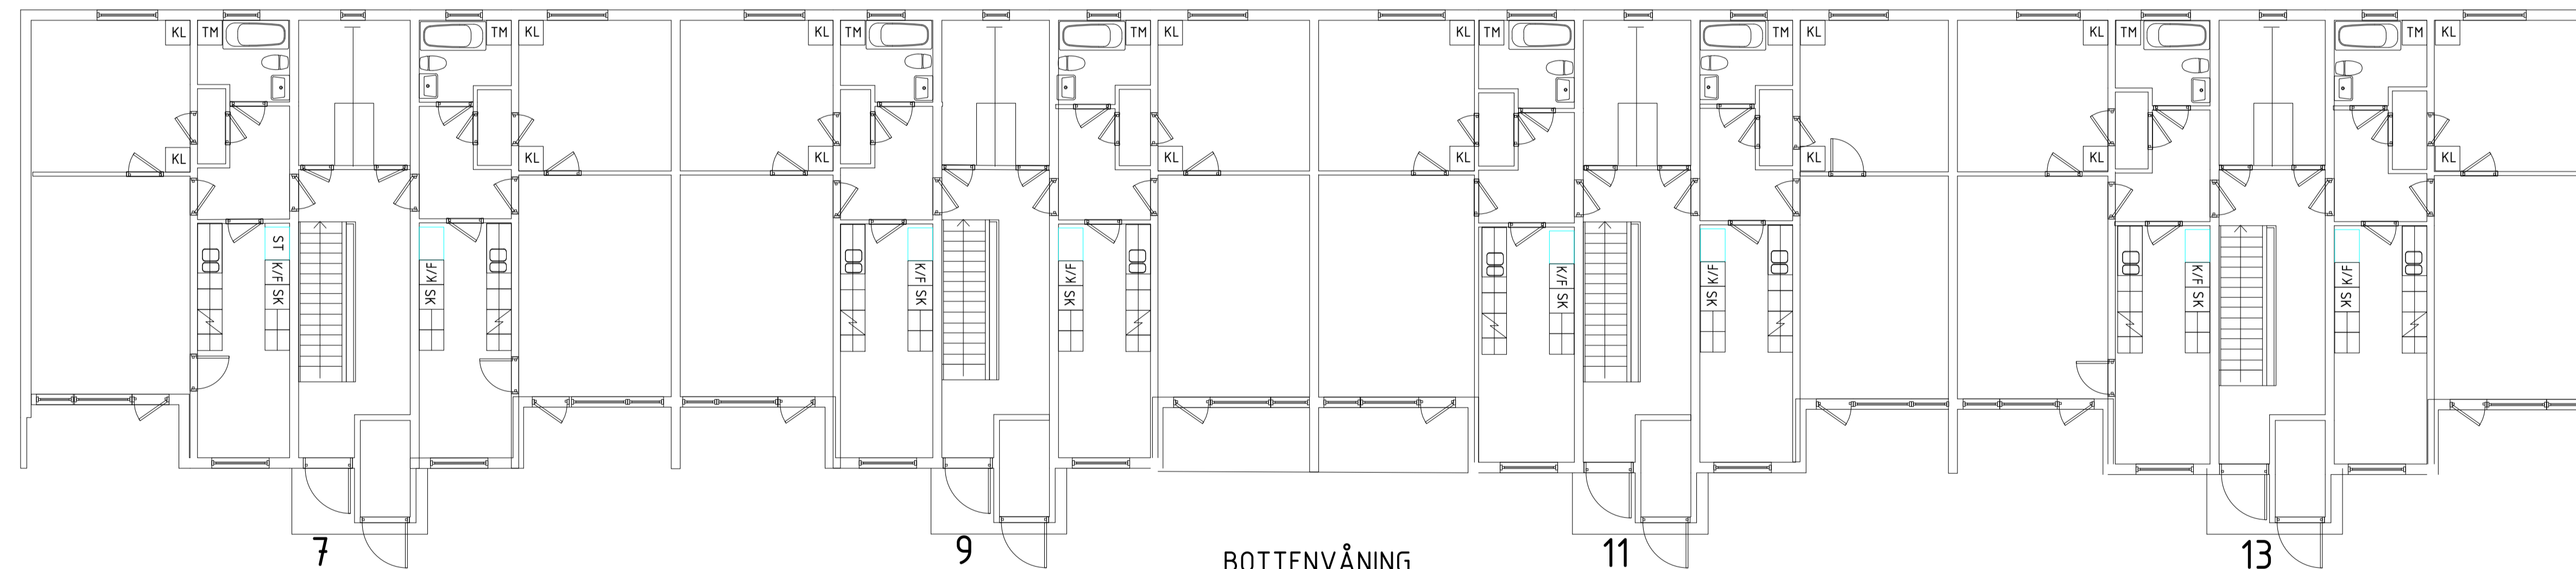 KL TM TM KL KL TM TM KL KL TM TM KL KL TM TM KL
KL KL KL KL KL KL KL KL
ST
K/F SK K/F SK K/F SK K/F SK K/F SK K/F SK K/F SK K/F SK
7 9 11 13
BOTTENVÅNING